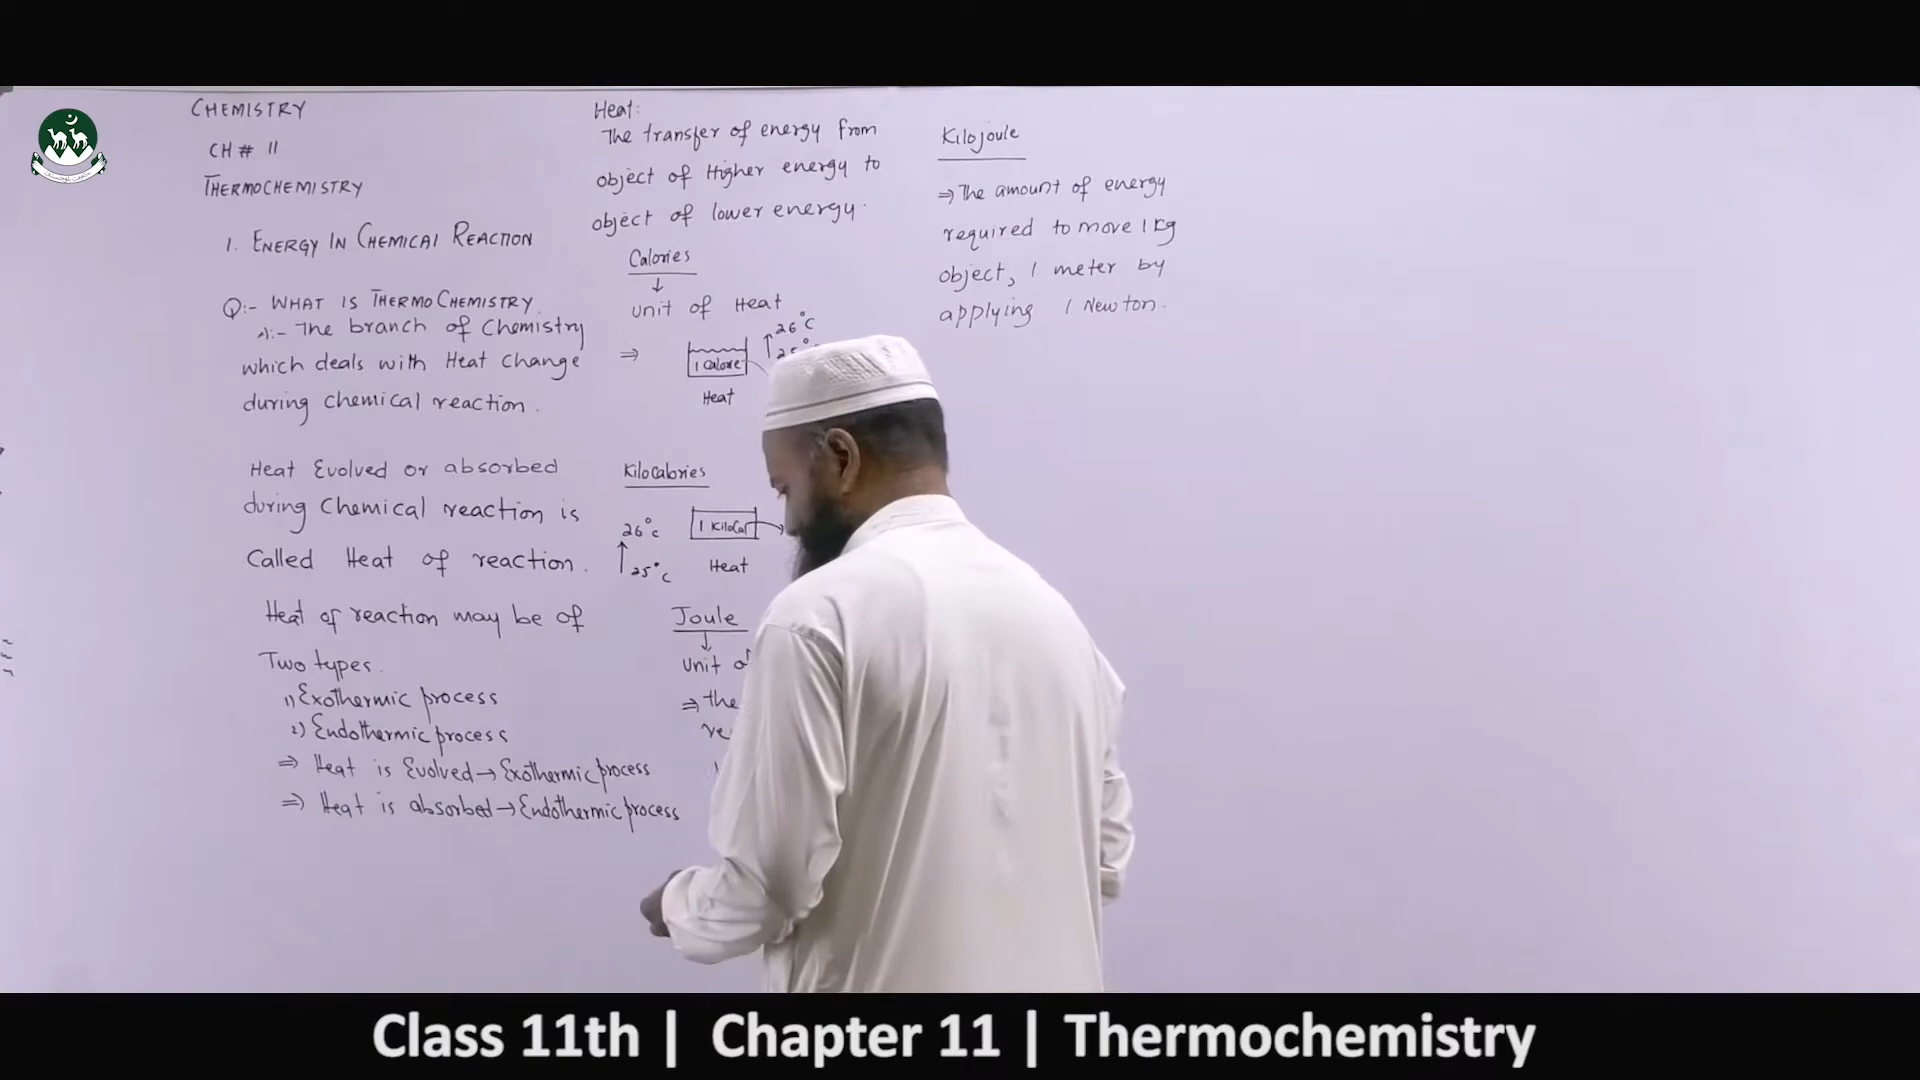 CHEMISTRY
CH # 11
THERMOCHEMISTRY
1. ENERGY IN CHEMICAL REACTION
Q:- WHAT IS THERMOCHEMISTRY.
A:- The branch of Chemistry
which deals with Heat change
during chemical reaction.
Heat Evolved or absorbed
during Chemical reaction is
Called Heat of reaction.
Heat of reaction may be of
Two types.
1) Exothermic process
2) Endothermic process
⇒ Heat is Evolved → Exothermic process
⇒ Heat is absorbed → Endothermic process
Heat:
The transfer of energy from
object of Higher energy to
object of lower energy.
Calories
↓
unit of Heat
26°C
25°
⇒ 1 Calore
Heat
Kilocalories
26°C
1 KiloCal
25°C
Heat
Joule
↓
unit of
⇒ the
re
Kilojoule
⇒ The amount of energy
required to move 1 Kg
object, 1 meter by
applying 1 Newton.
Class 11th | Chapter 11 | Thermochemistry